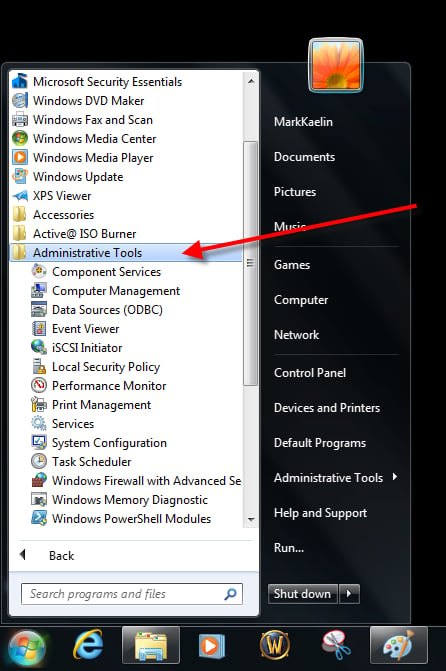 Microsoft Security Essentials
Windows DVD Maker
Windows Fax and Scan
Windows Media Center
Windows Media Player
Windows Update
XPS Viewer
Accessories
Active@ ISO Burner
Administrative Tools
Component Services
Computer Management
Data Sources (ODBC)
Event Viewer
iSCSI Initiator
Local Security Policy
Performance Monitor
Print Management
Services
System Configuration
Task Scheduler
Windows Firewall with Advanced Se
Windows Memory Diagnostic
Windows PowerShell Modules
Back
Search programs and files
MarkKaelin
Documents
Pictures
Music
Games
Computer
Network
Control Panel
Devices and Printers
Default Programs
Administrative Tools
Help and Support
Run...
Shut down
W